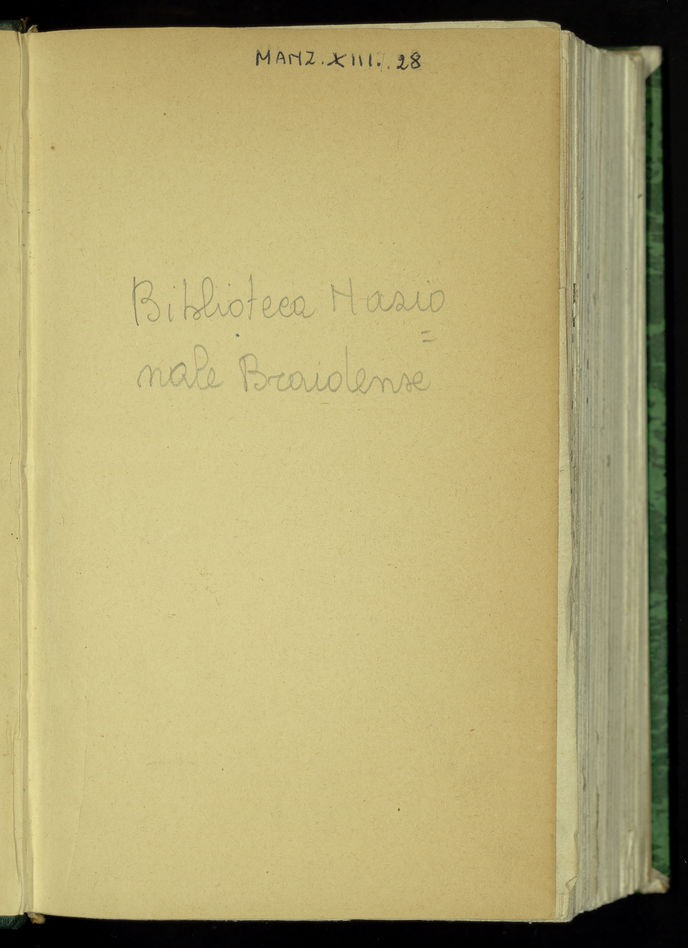 MANZ.XIII. 28
Biblioteca Nazio
=
nale Braidense